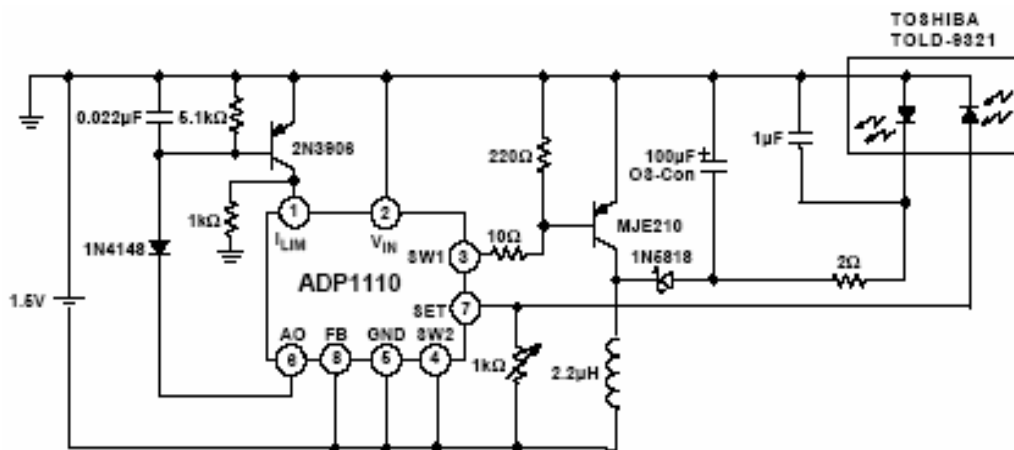 TOSHIBA
TOLD-9321
0.022µF
5.1kΩ
2N3906
220Ω
100µF
+
OS-Con
1µF
1kΩ
1
ILIM
2
VIN
MJE210
1N4148
SW1
3
10Ω
1N5818
2Ω
ADP1110
1.5V
SET
7
AO
FB
GND
SW2
6
8
5
4
1kΩ
2.2µH